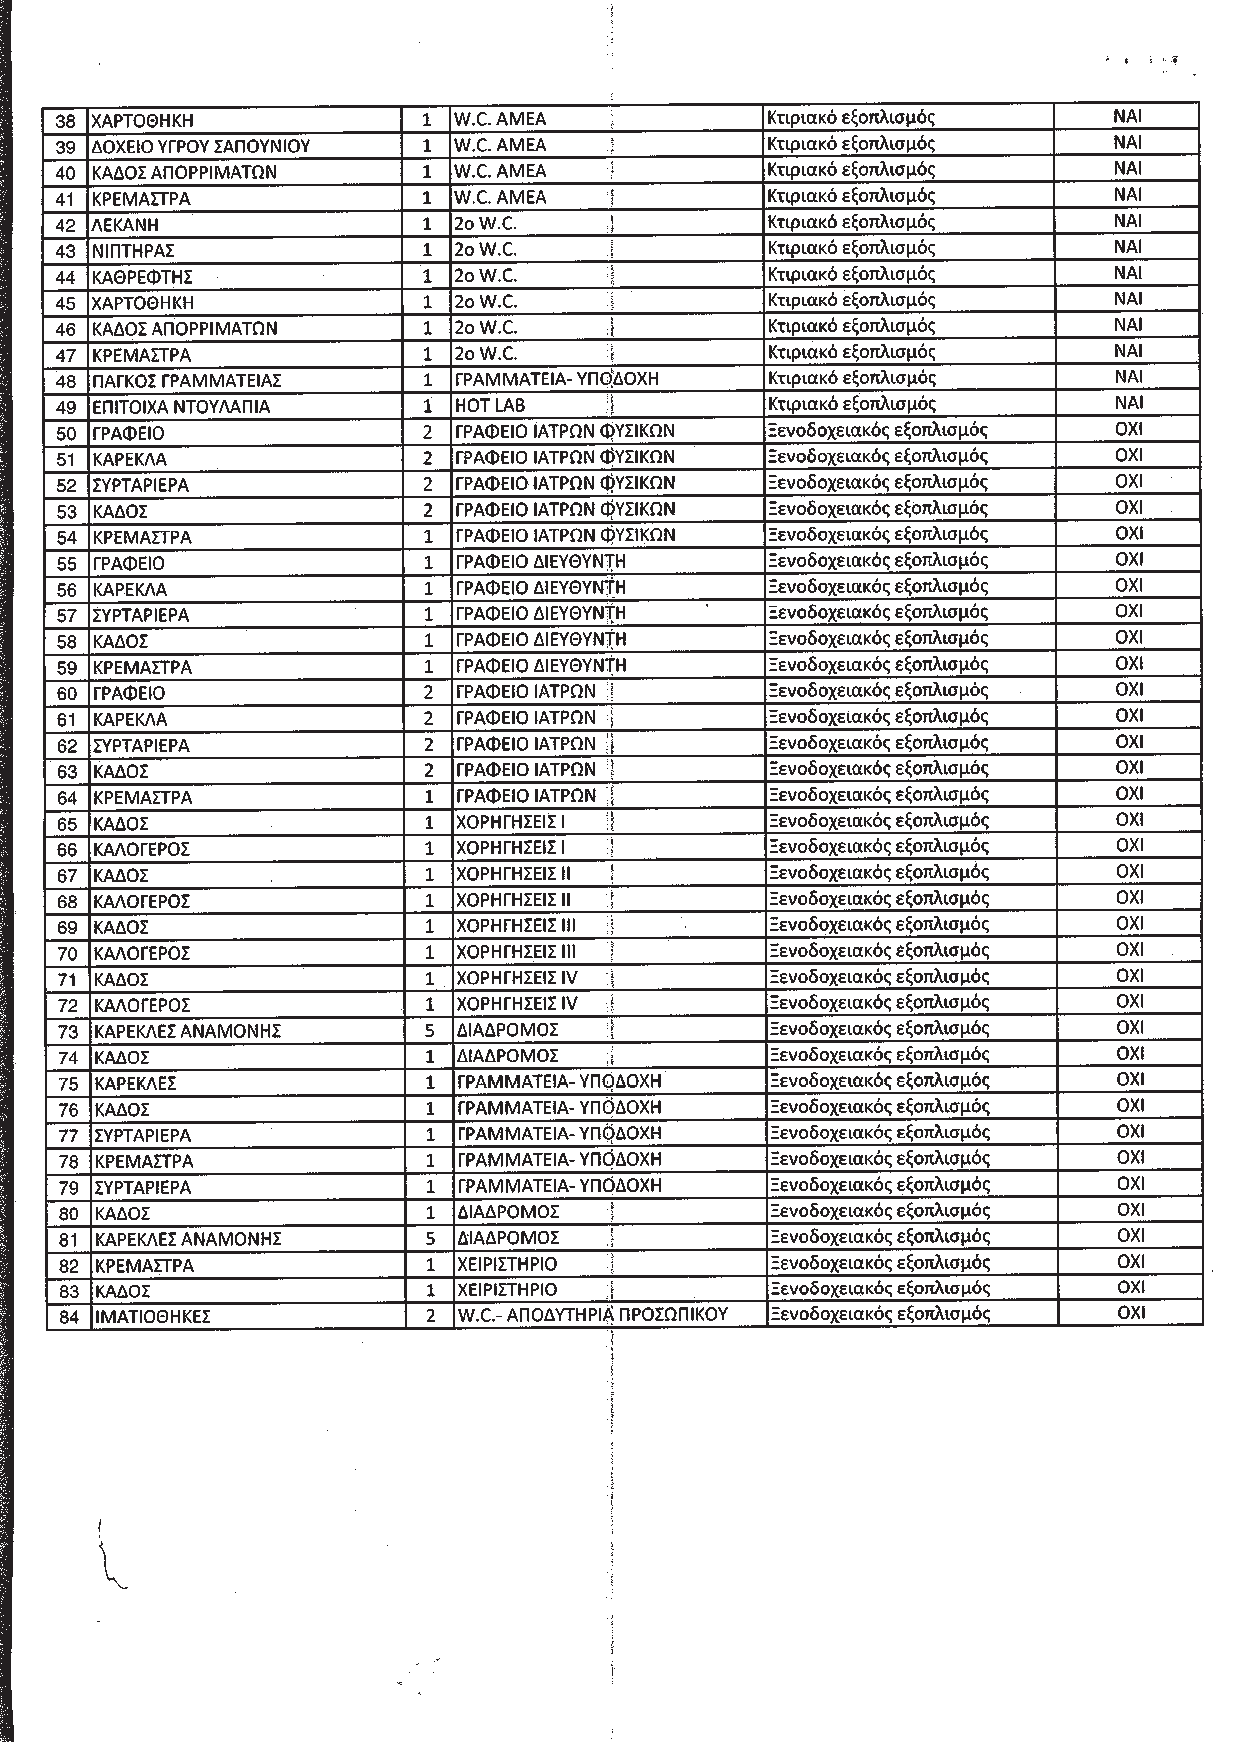 38 ΧΑΡΤΟΘΗΚΗ 1 W.C. ΑΜΕΑ Κτιριακό εξοπλισμός ΝΑΙ
39 ΔΟΧΕΙΟ ΥΓΡΟΥ ΣΑΠΟΥΝΙΟΥ 1 W.C. ΑΜΕΑ Κτιριακό εξοπλισμός ΝΑΙ
40 ΚΑΔΟΣ ΑΠΟΡΡΙΜΑΤΩΝ 1 W.C. ΑΜΕΑ Κτιριακό εξοπλισμός ΝΑΙ
41 ΚΡΕΜΑΣΤΡΑ 1 W.C. ΑΜΕΑ Κτιριακό εξοπλισμός ΝΑΙ
42 ΛΕΚΑΝΗ 1 2ο W.C. Κτιριακό εξοπλισμός ΝΑΙ
43 ΝΙΠΤΗΡΑΣ 1 2ο W.C. Κτιριακό εξοπλισμός ΝΑΙ
44 ΚΑΘΡΕΦΤΗΣ 1 2ο W.C. Κτιριακό εξοπλισμός ΝΑΙ
45 ΧΑΡΤΟΘΗΚΗ 1 2ο W.C. Κτιριακό εξοπλισμός ΝΑΙ
46 ΚΑΔΟΣ ΑΠΟΡΡΙΜΑΤΩΝ 1 2ο W.C. Κτιριακό εξοπλισμός ΝΑΙ
47 ΚΡΕΜΑΣΤΡΑ 1 2ο W.C. Κτιριακό εξοπλισμός ΝΑΙ
48 ΠΑΓΚΟΣ ΓΡΑΜΜΑΤΕΙΑΣ 1 ΓΡΑΜΜΑΤΕΙΑ- ΥΠΟΔΟΧΗ Κτιριακό εξοπλισμός ΝΑΙ
49 ΕΠΙΤΟΙΧΑ ΝΤΟΥΛΑΠΙΑ 1 HOT LAB Κτιριακό εξοπλισμός ΝΑΙ
50 ΓΡΑΦΕΙΟ 2 ΓΡΑΦΕΙΟ ΙΑΤΡΩΝ ΦΥΣΙΚΩΝ Ξενοδοχειακός εξοπλισμός ΟΧΙ
51 ΚΑΡΕΚΛΑ 2 ΓΡΑΦΕΙΟ ΙΑΤΡΩΝ ΦΥΣΙΚΩΝ Ξενοδοχειακός εξοπλισμός ΟΧΙ
52 ΣΥΡΤΑΡΙΕΡΑ 2 ΓΡΑΦΕΙΟ ΙΑΤΡΩΝ ΦΥΣΙΚΩΝ Ξενοδοχειακός εξοπλισμός ΟΧΙ
53 ΚΑΔΟΣ 2 ΓΡΑΦΕΙΟ ΙΑΤΡΩΝ ΦΥΣΙΚΩΝ Ξενοδοχειακός εξοπλισμός ΟΧΙ
54 ΚΡΕΜΑΣΤΡΑ 1 ΓΡΑΦΕΙΟ ΙΑΤΡΩΝ ΦΥΣΙΚΩΝ Ξενοδοχειακός εξοπλισμός ΟΧΙ
55 ΓΡΑΦΕΙΟ 1 ΓΡΑΦΕΙΟ ΔΙΕΥΘΥΝΤΗ Ξενοδοχειακός εξοπλισμός ΟΧΙ
56 ΚΑΡΕΚΛΑ 1 ΓΡΑΦΕΙΟ ΔΙΕΥΘΥΝΤΗ Ξενοδοχειακός εξοπλισμός ΟΧΙ
57 ΣΥΡΤΑΡΙΕΡΑ 1 ΓΡΑΦΕΙΟ ΔΙΕΥΘΥΝΤΗ Ξενοδοχειακός εξοπλισμός ΟΧΙ
58 ΚΑΔΟΣ 1 ΓΡΑΦΕΙΟ ΔΙΕΥΘΥΝΤΗ Ξενοδοχειακός εξοπλισμός ΟΧΙ
59 ΚΡΕΜΑΣΤΡΑ 1 ΓΡΑΦΕΙΟ ΔΙΕΥΘΥΝΤΗ Ξενοδοχειακός εξοπλισμός ΟΧΙ
60 ΓΡΑΦΕΙΟ 2 ΓΡΑΦΕΙΟ ΙΑΤΡΩΝ Ξενοδοχειακός εξοπλισμός ΟΧΙ
61 ΚΑΡΕΚΛΑ 2 ΓΡΑΦΕΙΟ ΙΑΤΡΩΝ Ξενοδοχειακός εξοπλισμός ΟΧΙ
62 ΣΥΡΤΑΡΙΕΡΑ 2 ΓΡΑΦΕΙΟ ΙΑΤΡΩΝ Ξενοδοχειακός εξοπλισμός ΟΧΙ
63 ΚΑΔΟΣ 2 ΓΡΑΦΕΙΟ ΙΑΤΡΩΝ Ξενοδοχειακός εξοπλισμός ΟΧΙ
64 ΚΡΕΜΑΣΤΡΑ 1 ΓΡΑΦΕΙΟ ΙΑΤΡΩΝ Ξενοδοχειακός εξοπλισμός ΟΧΙ
65 ΚΑΔΟΣ 1 ΧΟΡΗΓΗΣΕΙΣ Ι Ξενοδοχειακός εξοπλισμός ΟΧΙ
66 ΚΑΛΟΓΕΡΟΣ 1 ΧΟΡΗΓΗΣΕΙΣ Ι Ξενοδοχειακός εξοπλισμός ΟΧΙ
67 ΚΑΔΟΣ 1 ΧΟΡΗΓΗΣΕΙΣ ΙΙ Ξενοδοχειακός εξοπλισμός ΟΧΙ
68 ΚΑΛΟΓΕΡΟΣ 1 ΧΟΡΗΓΗΣΕΙΣ ΙΙ Ξενοδοχειακός εξοπλισμός ΟΧΙ
69 ΚΑΔΟΣ 1 ΧΟΡΗΓΗΣΕΙΣ ΙΙΙ Ξενοδοχειακός εξοπλισμός ΟΧΙ
70 ΚΑΛΟΓΕΡΟΣ 1 ΧΟΡΗΓΗΣΕΙΣ ΙΙΙ Ξενοδοχειακός εξοπλισμός ΟΧΙ
71 ΚΑΔΟΣ 1 ΧΟΡΗΓΗΣΕΙΣ IV Ξενοδοχειακός εξοπλισμός ΟΧΙ
72 ΚΑΛΟΓΕΡΟΣ 1 ΧΟΡΗΓΗΣΕΙΣ IV Ξενοδοχειακός εξοπλισμός ΟΧΙ
73 ΚΑΡΕΚΛΕΣ ΑΝΑΜΟΝΗΣ 5 ΔΙΑΔΡΟΜΟΣ Ξενοδοχειακός εξοπλισμός ΟΧΙ
74 ΚΑΔΟΣ 1 ΔΙΑΔΡΟΜΟΣ Ξενοδοχειακός εξοπλισμός ΟΧΙ
75 ΚΑΡΕΚΛΕΣ 1 ΓΡΑΜΜΑΤΕΙΑ- ΥΠΟΔΟΧΗ Ξενοδοχειακός εξοπλισμός ΟΧΙ
76 ΚΑΔΟΣ 1 ΓΡΑΜΜΑΤΕΙΑ- ΥΠΟΔΟΧΗ Ξενοδοχειακός εξοπλισμός ΟΧΙ
77 ΣΥΡΤΑΡΙΕΡΑ 1 ΓΡΑΜΜΑΤΕΙΑ- ΥΠΟΔΟΧΗ Ξενοδοχειακός εξοπλισμός ΟΧΙ
78 ΚΡΕΜΑΣΤΡΑ 1 ΓΡΑΜΜΑΤΕΙΑ- ΥΠΟΔΟΧΗ Ξενοδοχειακός εξοπλισμός ΟΧΙ
79 ΣΥΡΤΑΡΙΕΡΑ 1 ΓΡΑΜΜΑΤΕΙΑ- ΥΠΟΔΟΧΗ Ξενοδοχειακός εξοπλισμός ΟΧΙ
80 ΚΑΔΟΣ 1 ΔΙΑΔΡΟΜΟΣ Ξενοδοχειακός εξοπλισμός ΟΧΙ
81 ΚΑΡΕΚΛΕΣ ΑΝΑΜΟΝΗΣ 5 ΔΙΑΔΡΟΜΟΣ Ξενοδοχειακός εξοπλισμός ΟΧΙ
82 ΚΡΕΜΑΣΤΡΑ 1 ΧΕΙΡΙΣΤΗΡΙΟ Ξενοδοχειακός εξοπλισμός ΟΧΙ
83 ΚΑΔΟΣ 1 ΧΕΙΡΙΣΤΗΡΙΟ Ξενοδοχειακός εξοπλισμός ΟΧΙ
84 ΙΜΑΤΙΟΘΗΚΕΣ 2 W.C.- ΑΠΟΔΥΤΗΡΙΑ ΠΡΟΣΩΠΙΚΟΥ Ξενοδοχειακός εξοπλισμός ΟΧΙ